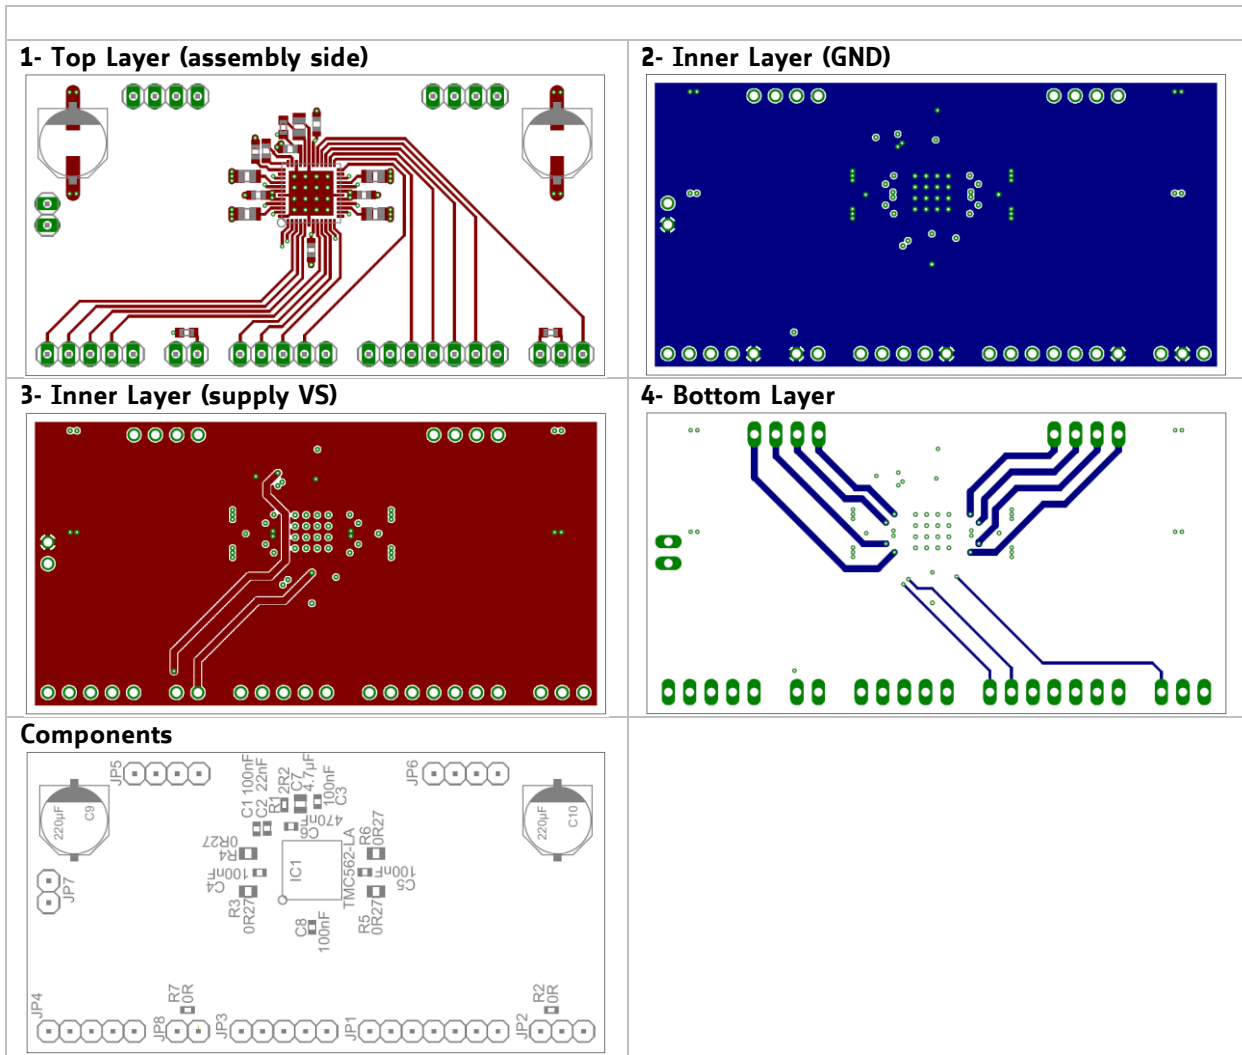 1- Top Layer (assembly side)
2- Inner Layer (GND)
3- Inner Layer (supply VS)
4- Bottom Layer
Components
JP5
C1 100nF
C2 22nF
R1 2R2
C7 4.7µF
100nF
C3
JP6
220µF
C9
470nF
C6
220µF
C10
R4
0R27
R6
0R27
IC1
TMC562-LA
C4
100nF
C5
100nF
JP7
R3
0R27
C8
100nF
R5
0R27
JP4
R7
0R
JP8
JP3
JP1
R2
0R
JP2